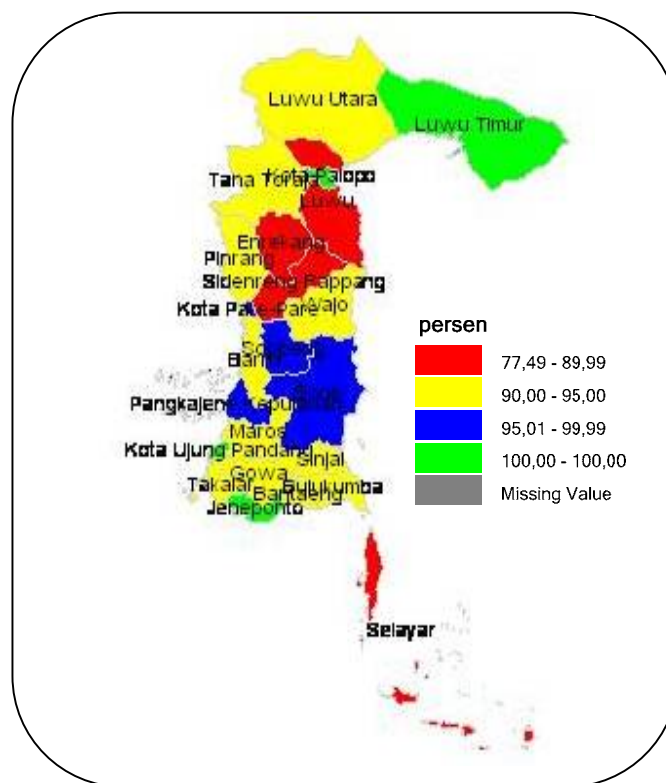 Luwu Utara
Luwu Timur
Kota Palopo
Tana Toraja
Luwu
Enrekang
Pinrang
Sidenreng Rappang
Kota Pare-Pare
Wajo
persen
77,49 - 89,99
90,00 - 95,00
95,01 - 99,99
100,00 - 100,00
Missing Value
Barru
Pangkajene Kepulauan
Maros
Kota Ujung Pandang
Sinjai
Gowa
Takalar
Bulukumba
Bantaeng
Jeneponto
Selayar